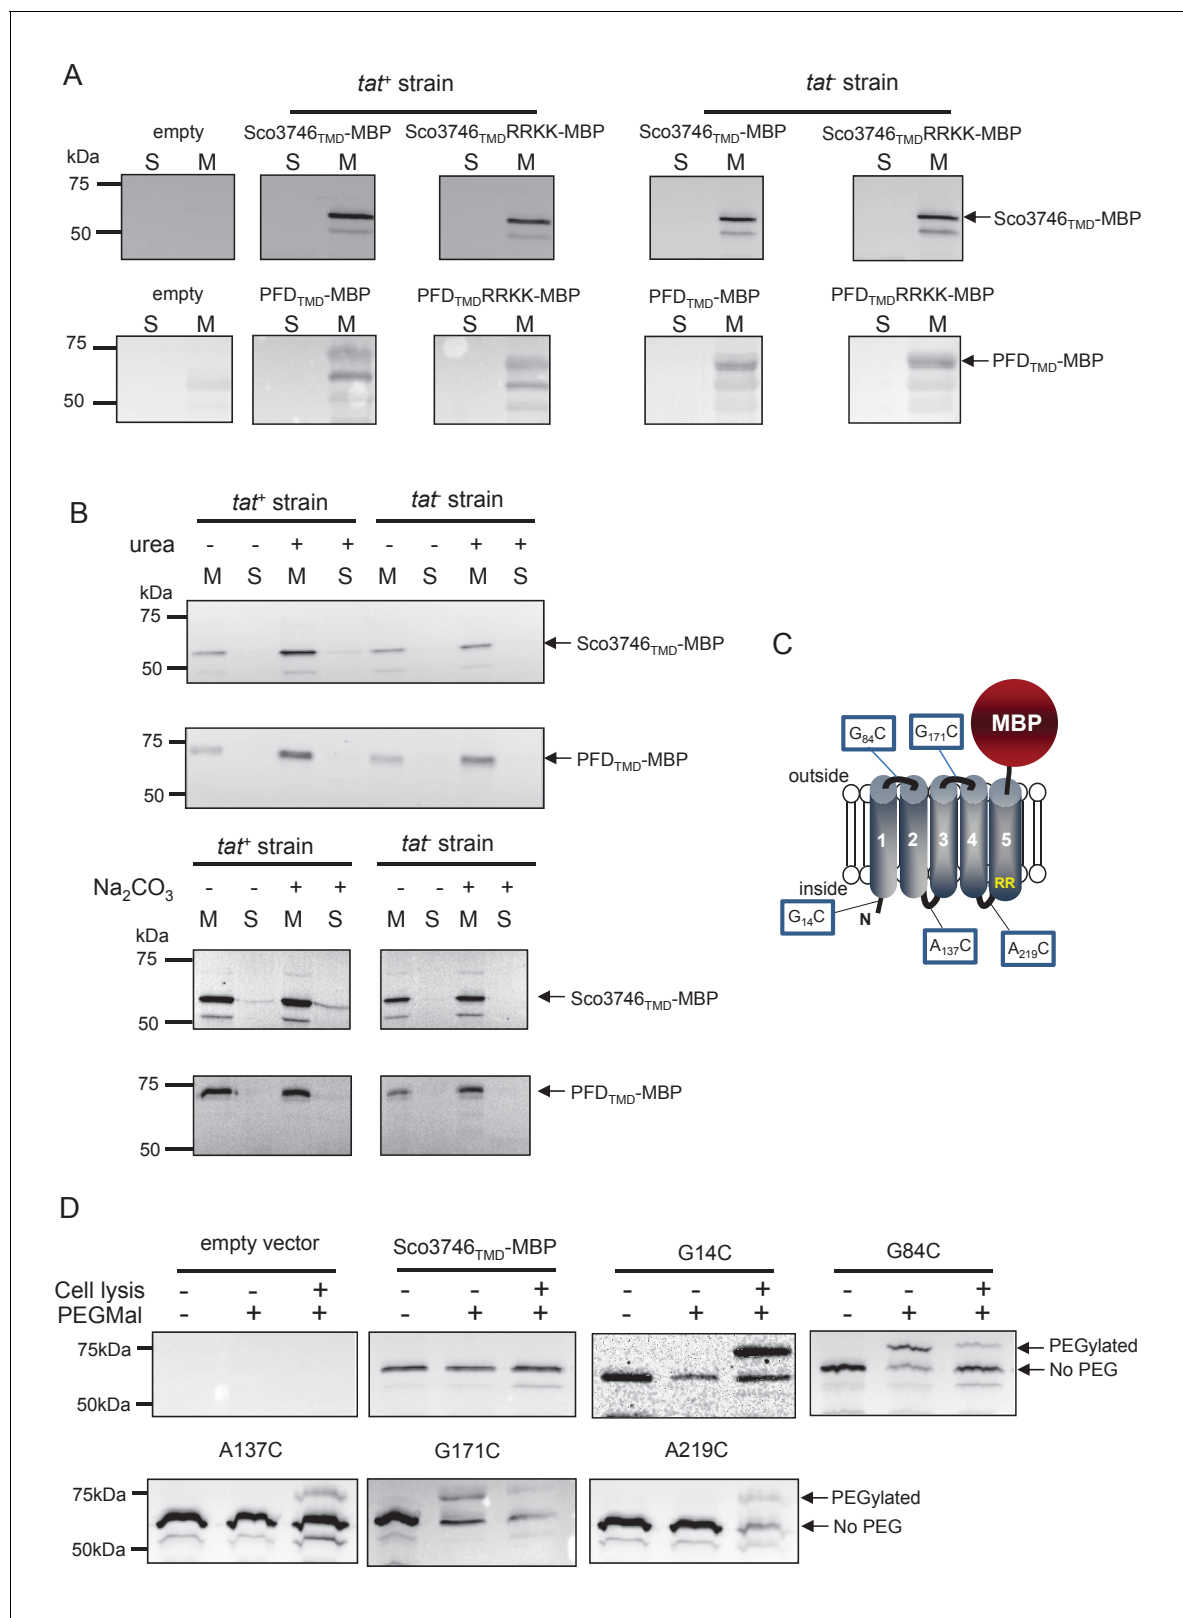 A
tat+ strain
tat- strain
empty
Sco3746TMD-MBP
Sco3746TMDRRKK-MBP
Sco3746TMD-MBP
Sco3746TMDRRKK-MBP
kDa
S M S M S M S M S M
75
50
Sco3746TMD-MBP
empty
PFDTMD-MBP
PFDTMDRRKK-MBP
PFDTMD-MBP
PFDTMDRRKK-MBP
S M S M S M S M S M
75
50
PFDTMD-MBP
B
tat+ strain
tat- strain
urea - - + + - - + +
M S M S M S M S
kDa
75
50
Sco3746TMD-MBP
75
50
PFDTMD-MBP
tat+ strain
tat- strain
Na2CO3 - - + + - - + +
M S M S M S M S
kDa
75
50
Sco3746TMD-MBP
75
50
PFDTMD-MBP
C
MBP
G84C
G171C
outside
1 2 3 4 5
RR
inside
N
G14C
A137C
A219C
D
empty vector
Sco3746TMD-MBP
G14C
G84C
Cell lysis - - + - - + - - + - - +
PEGMal - + + - + + - + + - + +
75kDa
50kDa
PEGylated
No PEG
A137C
G171C
A219C
75kDa
50kDa
PEGylated
No PEG